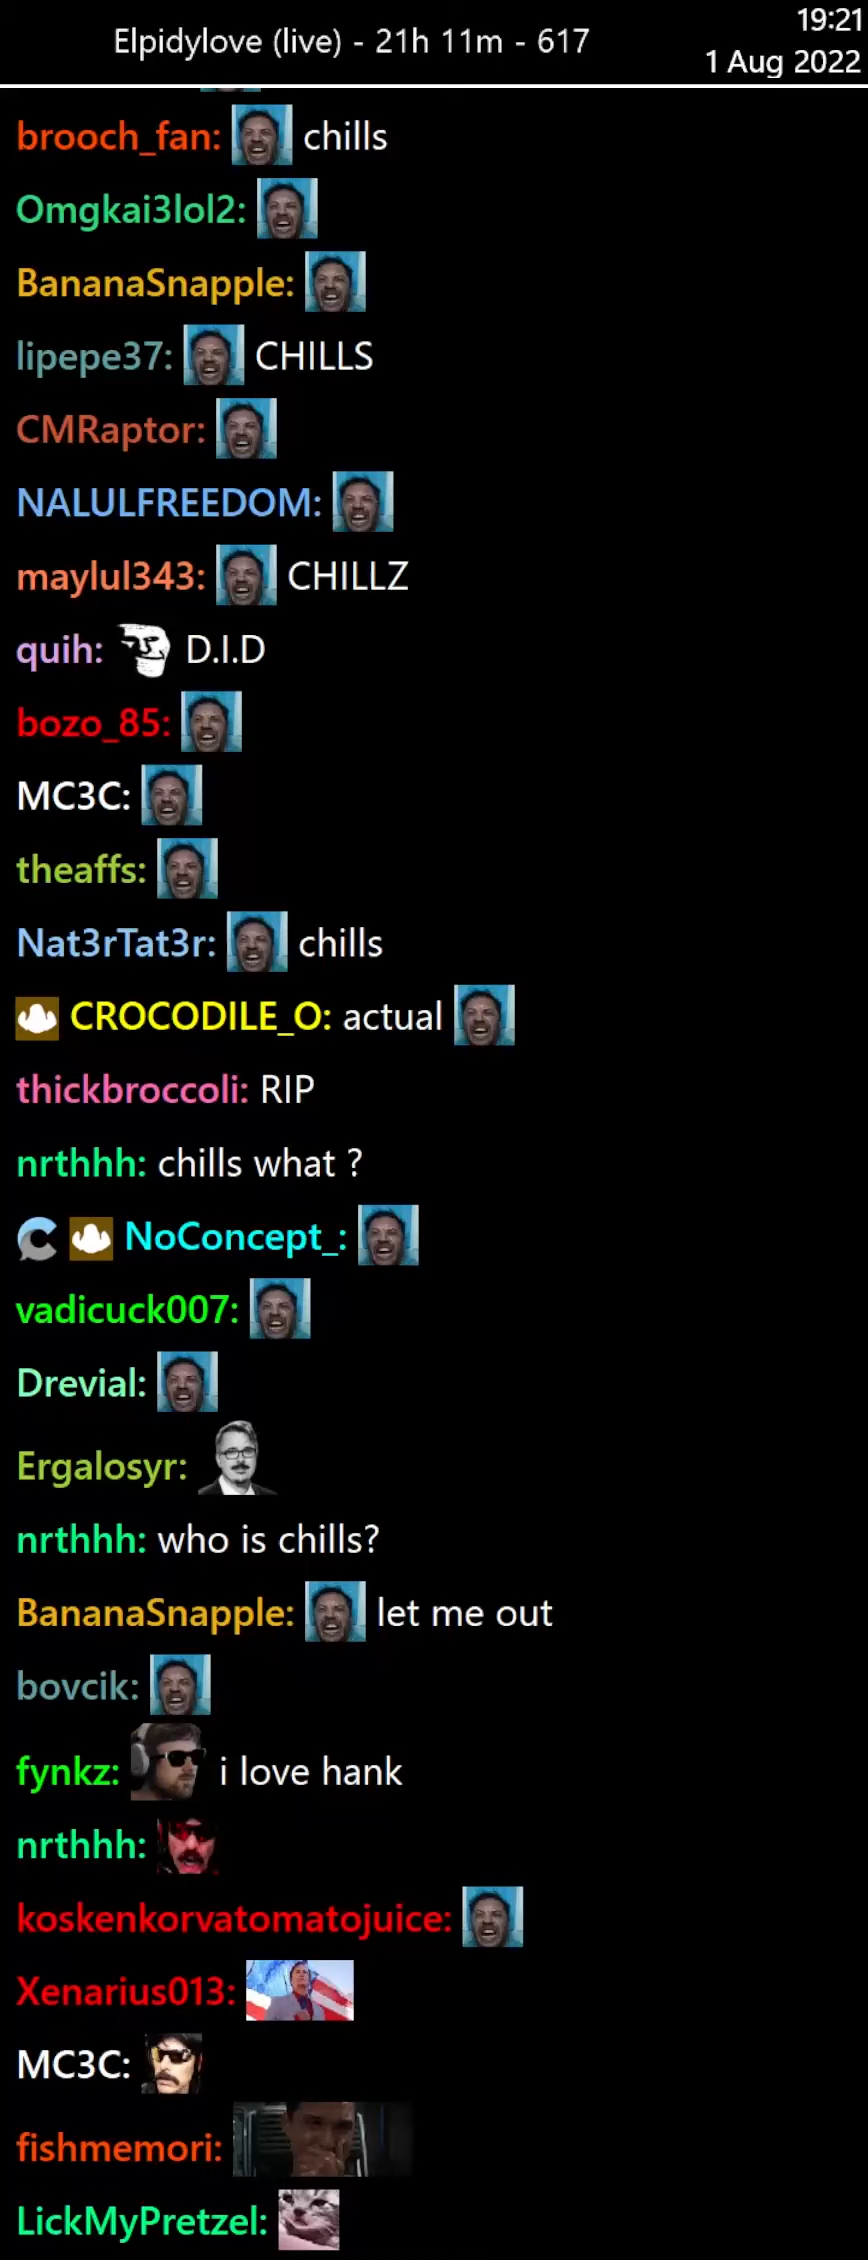 19:21
Elpidylove (live) - 21h 11m - 617
1 Aug 2022
brooch_fan: chills
Omgkai3lol2:
BananaSnapple:
lipepe37: CHILLS
CMRaptor:
NALULFREEDOM:
maylul343: CHILLZ
quih: D.I.D
bozo_85:
MC3C:
theaffs:
Nat3rTat3r: chills
CROCODILE_O: actual
thickbroccoli: RIP
nrthhh: chills what ?
NoConcept_:
vadicuck007:
Drevial:
Ergalosyr:
nrthhh: who is chills?
BananaSnapple: let me out
bovcik:
fynkz: i love hank
nrthhh:
koskenkorvatomatojuice:
Xenarius013:
MC3C:
fishmemori:
LickMyPretzel: